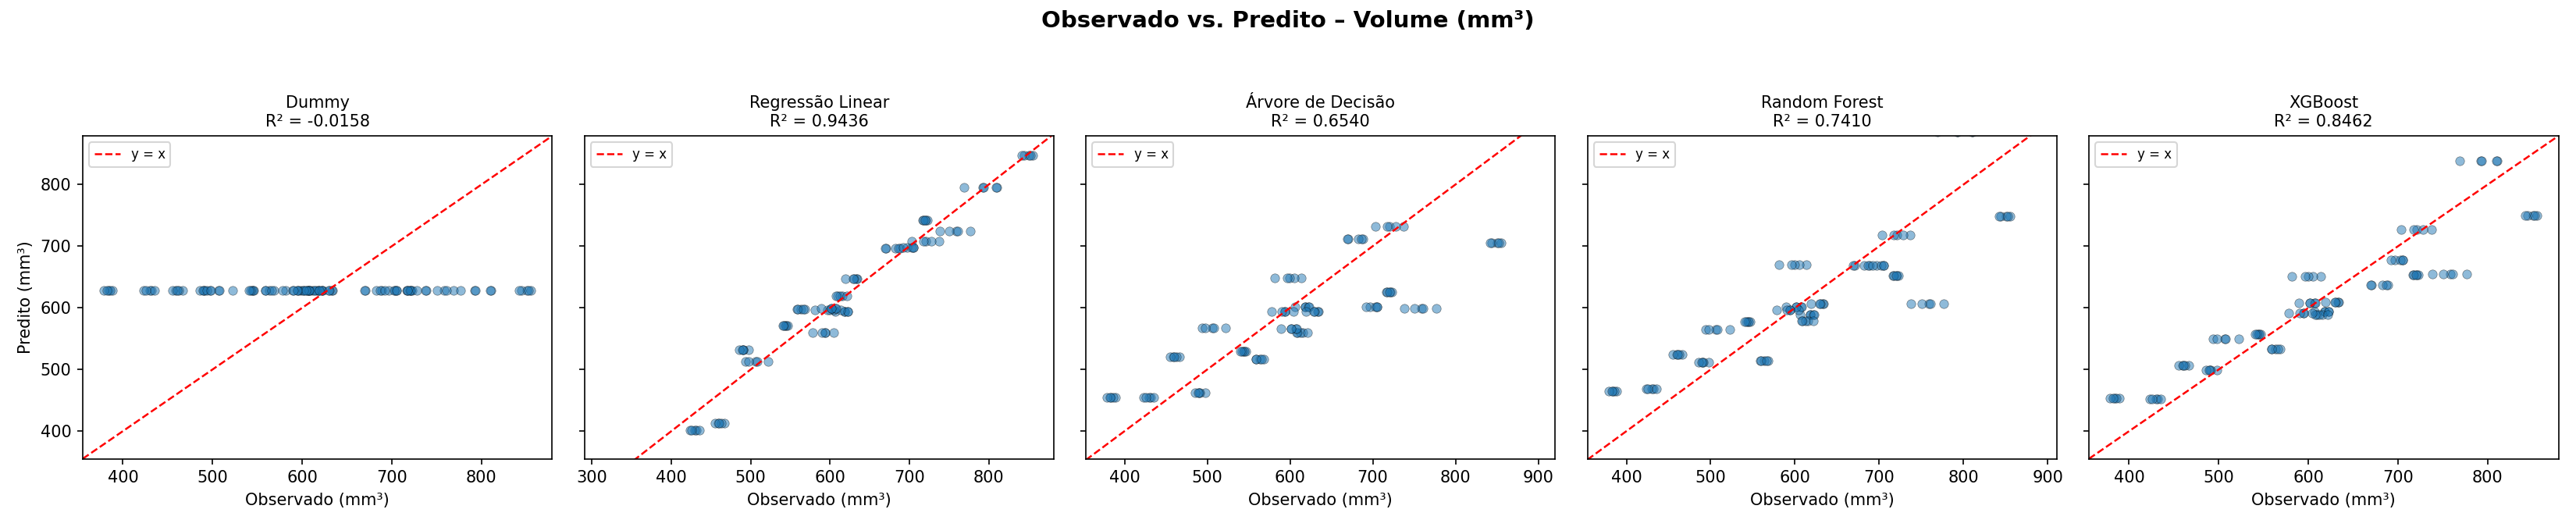 Observado vs. Predito – Volume (mm³)
Dummy
R² = -0.0158
y = x
800
700
600
500
400
Predito (mm³)
400 500 600 700 800
Observado (mm³)
Regressão Linear
R² = 0.9436
y = x
300 400 500 600 700 800
Observado (mm³)
Árvore de Decisão
R² = 0.6540
y = x
400 500 600 700 800 900
Observado (mm³)
Random Forest
R² = 0.7410
y = x
400 500 600 700 800 900
Observado (mm³)
XGBoost
R² = 0.8462
y = x
400 500 600 700 800
Observado (mm³)